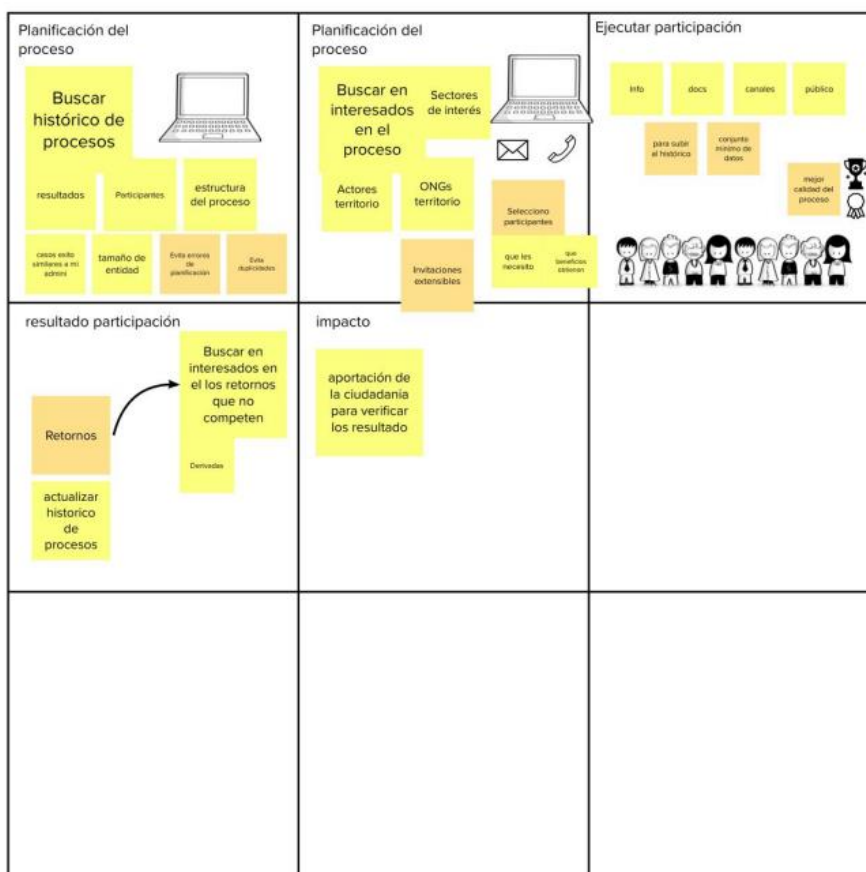 Planificación del
proceso
Buscar
histórico de
procesos
resultados
Participantes
estructura
del proceso
casos exito
similares a mi
admini
tamaño de
entidad
Evita errores
de
planificación
Evita
duplicidades
Planificación del
proceso
Buscar en
interesados
en el
proceso
Sectores
de interés
Actores
territorio
ONGs
territorio
Selecciono
participantes
Invitaciones
extensibles
que les
necesito
que
beneficios
obtienen
Ejecutar participación
Info
docs
canales
público
para subir
al histórico
conjunto
mínimo de
datos
mejor
calidad del
proceso
resultado participación
Retornos
Buscar en
interesados en
el los retornos
que no
competen
Derivadas
actualizar
historico
de
procesos
impacto
aportación de
la ciudadania
para verificar
los resultado